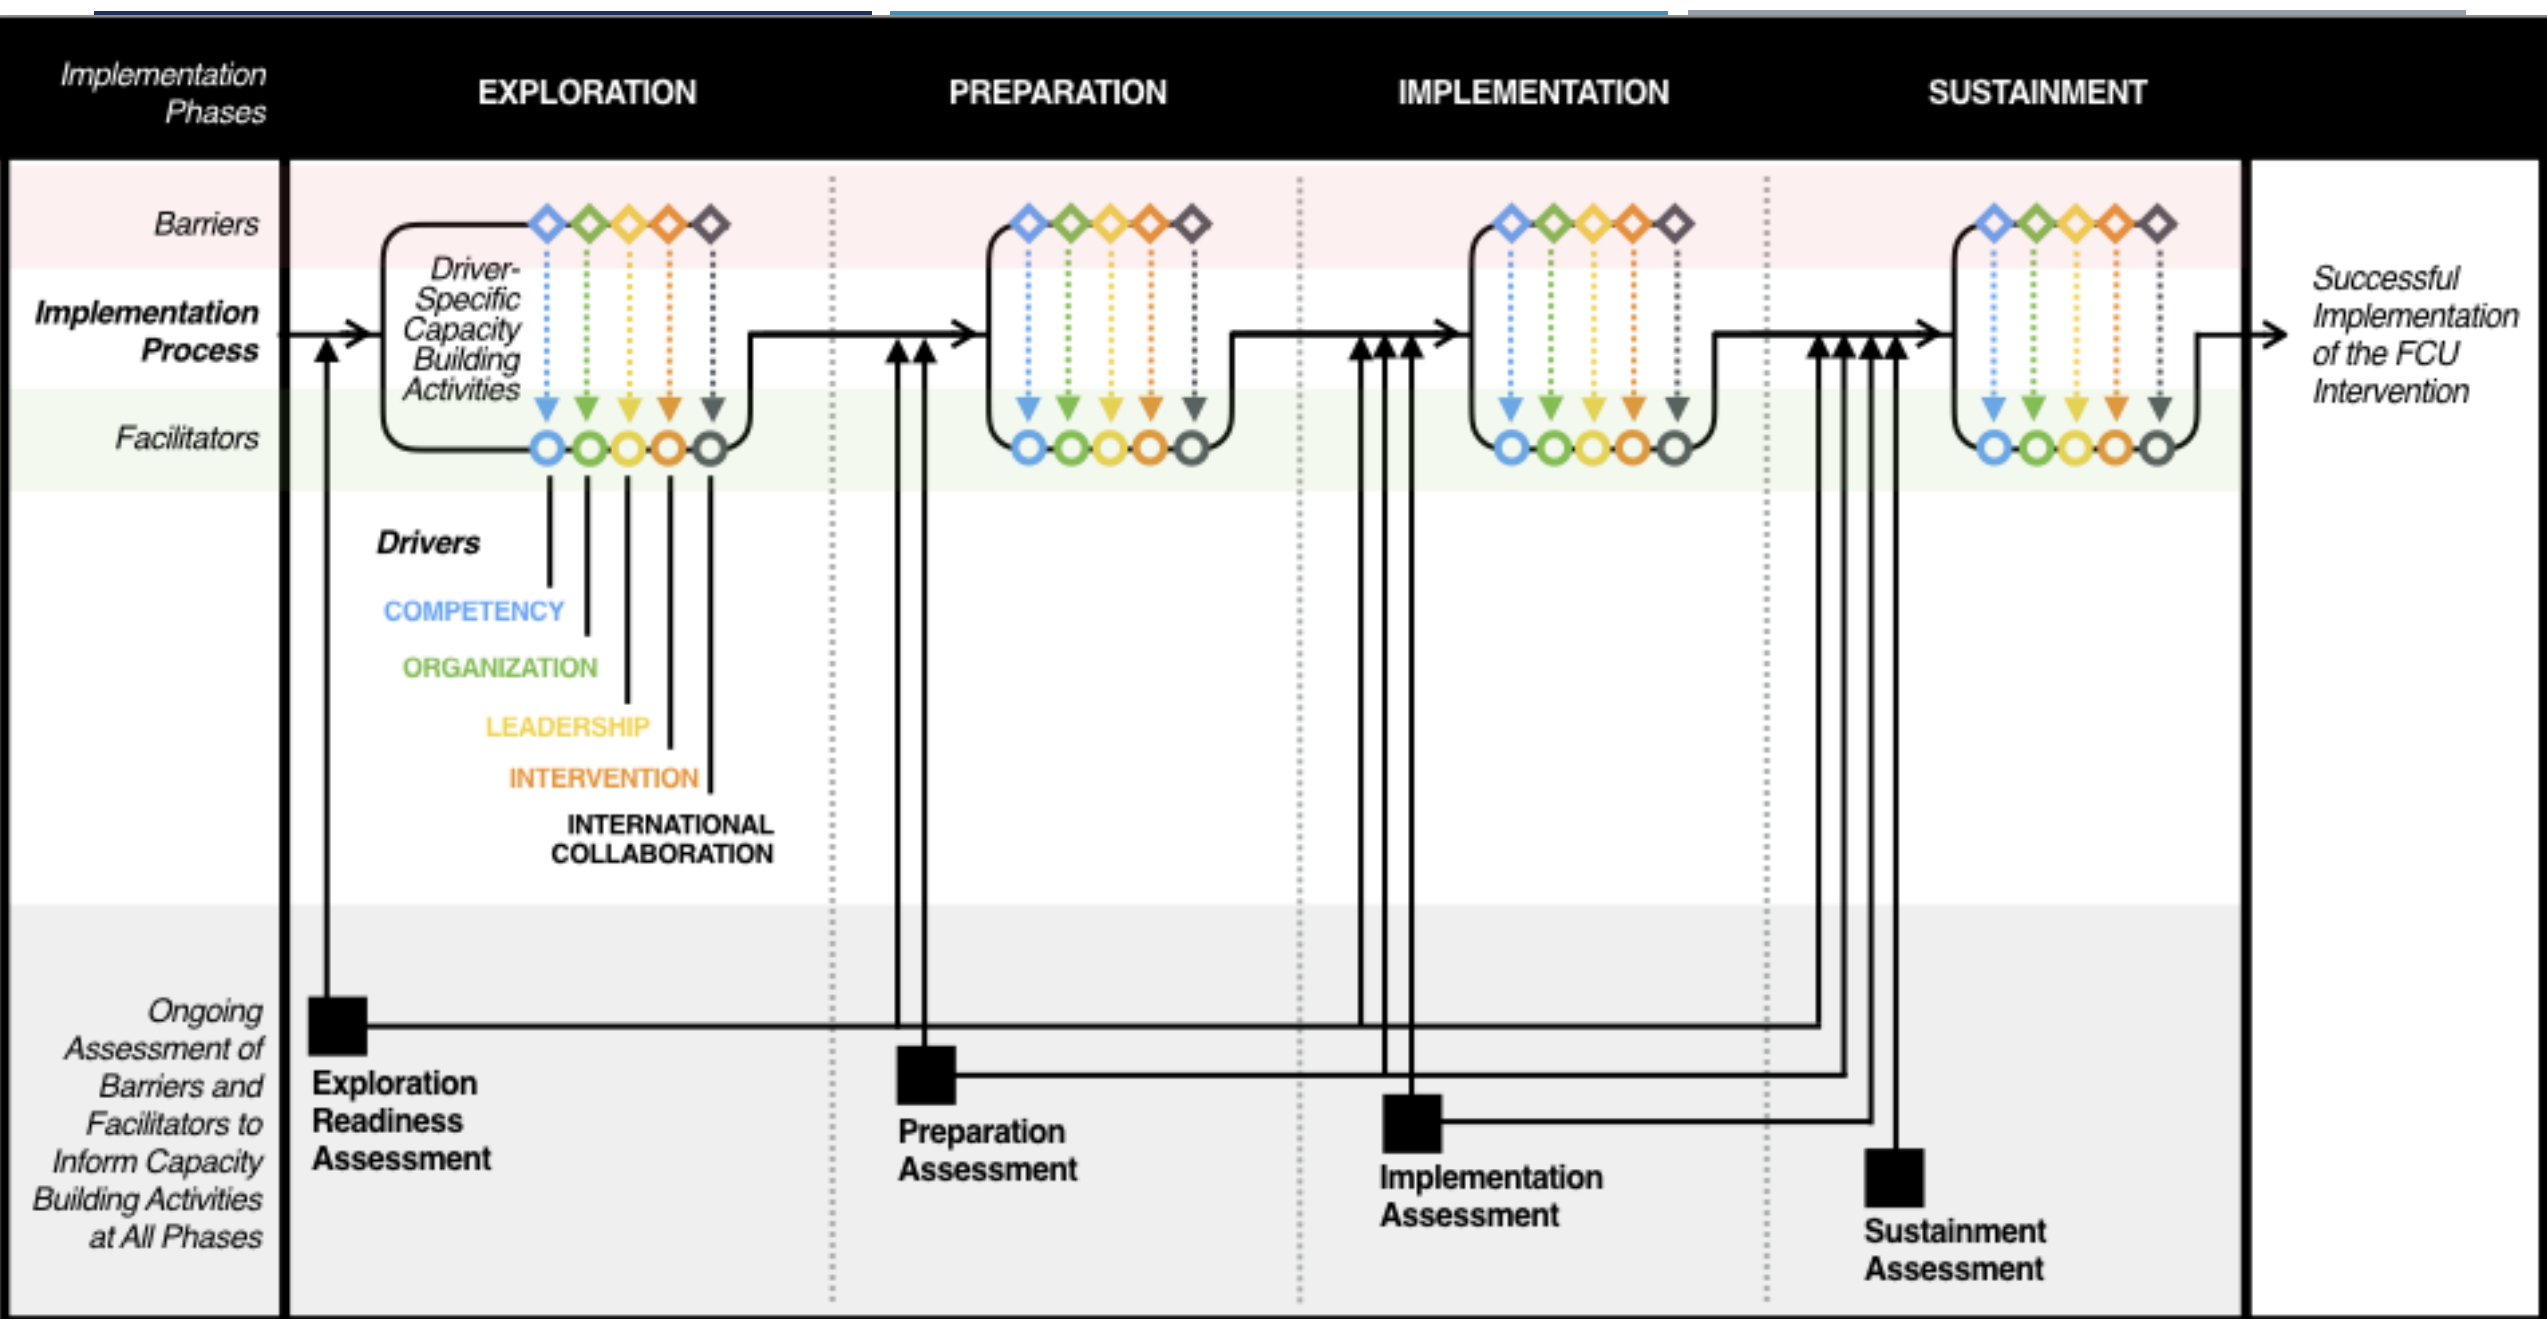 Implementation
Phases
EXPLORATION
PREPARATION
IMPLEMENTATION
SUSTAINMENT
Barriers
Implementation
Process
Facilitators
Driver-
Specific
Capacity
Building
Activities
Successful
Implementation
of the FCU
Intervention
Drivers
COMPETENCY
ORGANIZATION
LEADERSHIP
INTERVENTION
INTERNATIONAL
COLLABORATION
Ongoing
Assessment of
Barriers and
Facilitators to
Inform Capacity
Building Activities
at All Phases
Exploration
Readiness
Assessment
Preparation
Assessment
Implementation
Assessment
Sustainment
Assessment